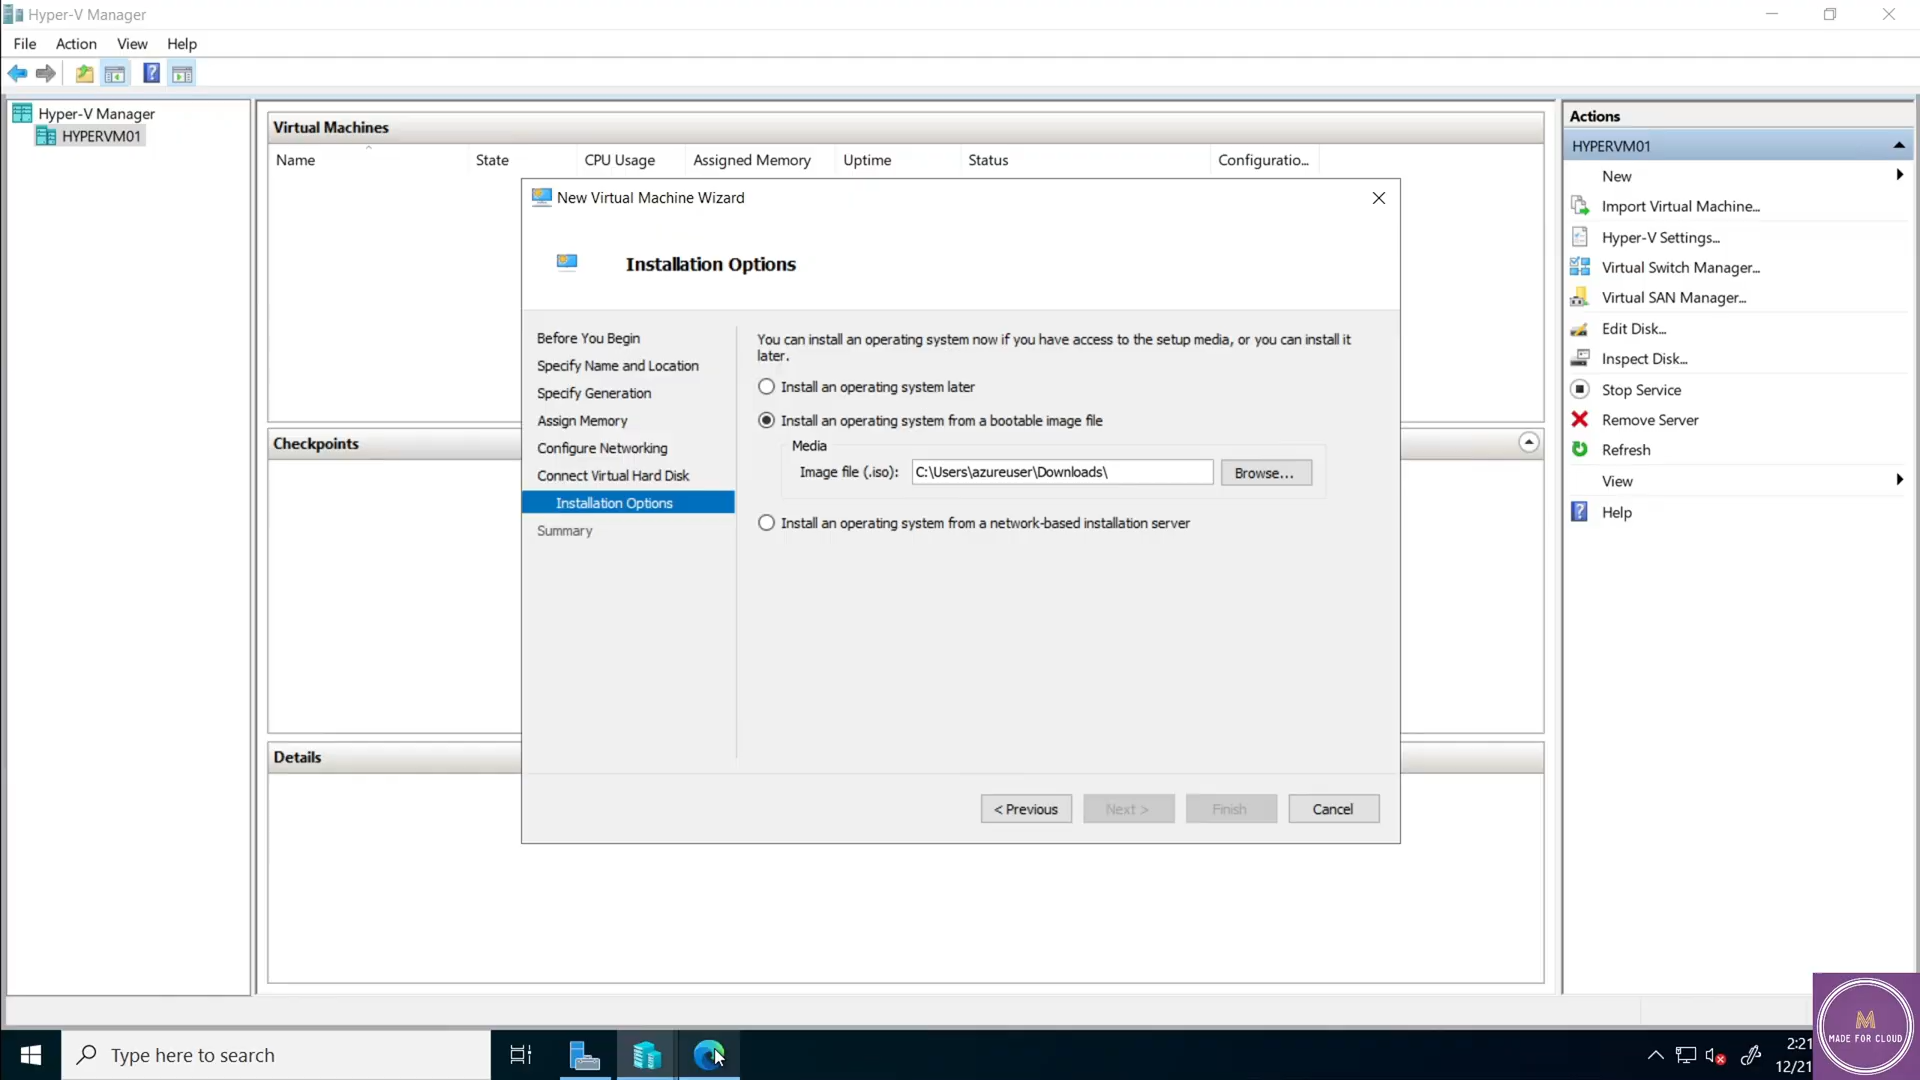 Hyper-V Manager
File Action View Help
Hyper-V Manager
HYPERVM01
Virtual Machines
Name State CPU Usage Assigned Memory Uptime Status Configuratio...
New Virtual Machine Wizard
Installation Options
Before You Begin
Specify Name and Location
Specify Generation
Assign Memory
Configure Networking
Connect Virtual Hard Disk
Installation Options
Summary
You can install an operating system now if you have access to the setup media, or you can install it
later.
Install an operating system later
Install an operating system from a bootable image file
Media
Image file (.iso): C:\Users\azureuser\Downloads\ Browse...
Install an operating system from a network-based installation server
< Previous Next > Finish Cancel
Checkpoints
Details
Actions
HYPERVM01
New
Import Virtual Machine...
Hyper-V Settings...
Virtual Switch Manager...
Virtual SAN Manager...
Edit Disk...
Inspect Disk...
Stop Service
Remove Server
Refresh
View
Help
Type here to search
2:21
12/21
M
MADE FOR CLOUD